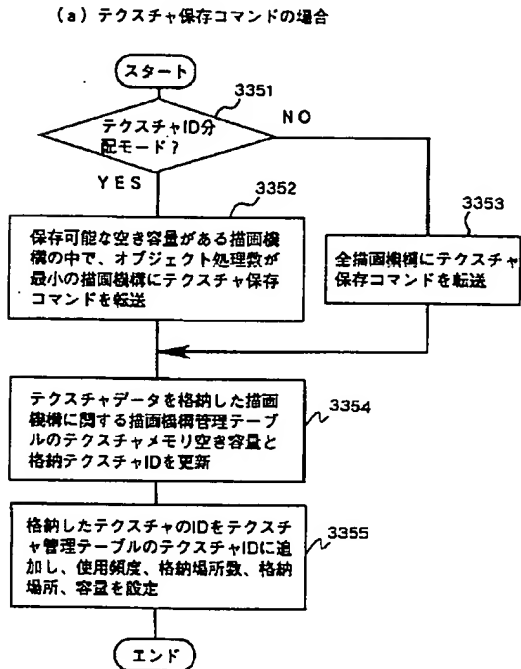 (a) テクスチャ保存コマンドの場合
スタート
3351
テクスチャID分
配モード?
NO
YES
3352
保存可能な空き容量がある描画機
構の中で、オブジェクト処理数が
最小の描画機構にテクスチャ保存
コマンドを転送
3353
全描画機構にテクスチャ
保存コマンドを転送
テクスチャデータを格納した描画
機構に関する描画機構管理テーブ
ルのテクスチャメモリ空き容量と
格納テクスチャIDを更新
3354
格納したテクスチャのIDをテクスチ
ャ管理テーブルのテクスチャIDに追
加し、使用頻度、格納場所数、格納
場所、容量を設定
3355
エンド